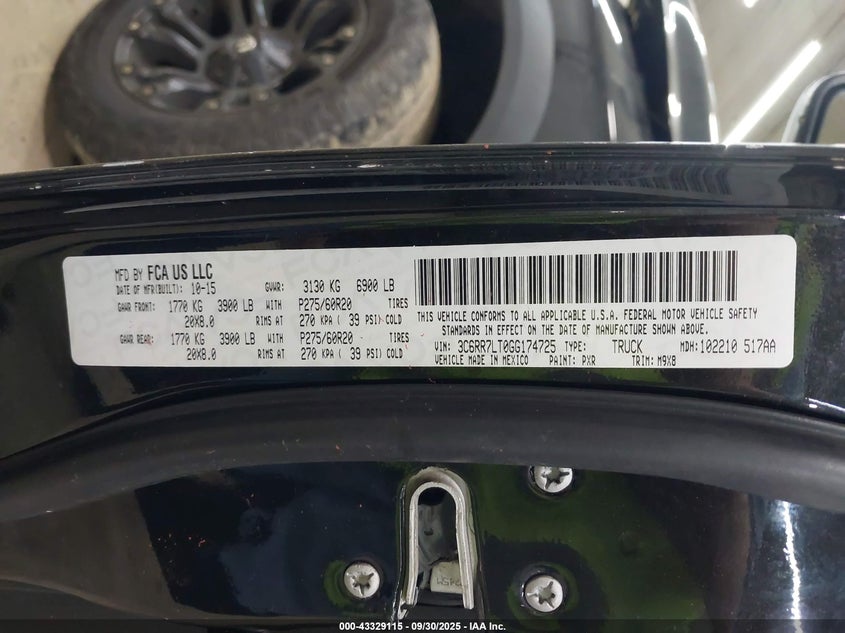 MFD BY FCA US LLC
DATE OF MFR(BUILT): 10-15 GVWR: 3130 KG 6900 LB
GAWR FRONT: 1770 KG 3900 LB WITH P275/60R20 TIRES
20X8.0 RIMS AT 270 KPA ( 39 PSI) COLD
GAWR REAR: 1770 KG 3900 LB WITH P275/60R20 TIRES
20X8.0 RIMS AT 270 KPA ( 39 PSI) COLD
THIS VEHICLE CONFORMS TO ALL APPLICABLE U.S.A. FEDERAL MOTOR VEHICLE SAFETY
STANDARDS IN EFFECT ON THE DATE OF MANUFACTURE SHOWN ABOVE.
VIN: 3C6RR7LT0GG174725 TYPE: TRUCK MDH: 102210 517AA
VEHICLE MADE IN MEXICO PAINT: PXR TRIM: M9X8
000-43329115 - 09/30/2025 - IAA Inc.